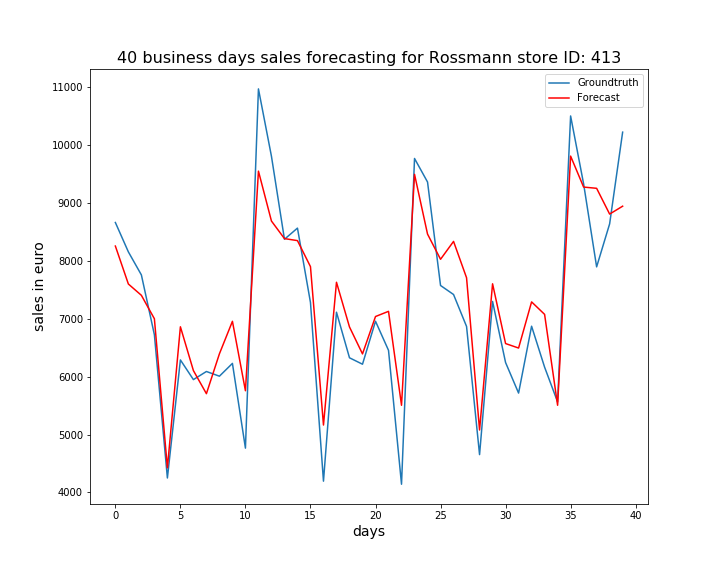 40 business days sales forecasting for Rossmann store ID: 413
Groundtruth
Forecast
sales in euro
11000
10000
9000
8000
7000
6000
5000
4000
0 5 10 15 20 25 30 35 40
days